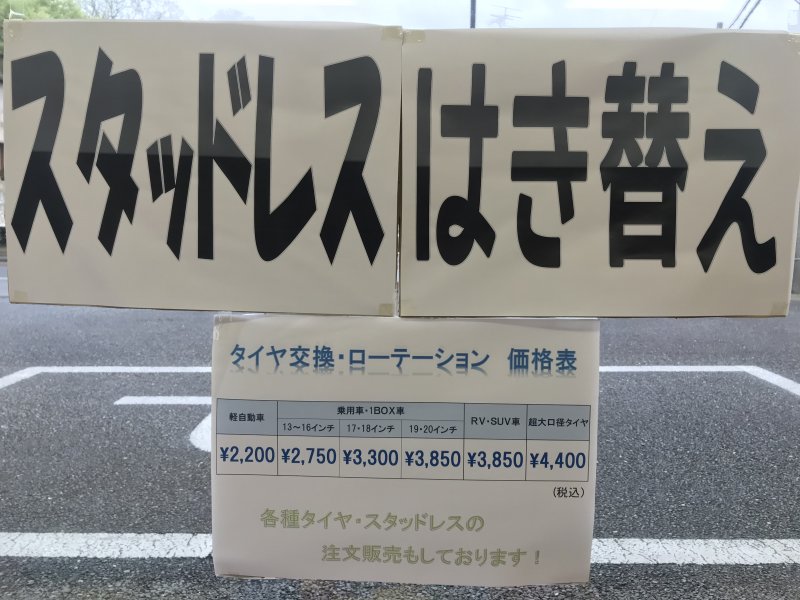 スタッドレス はき替え
タイヤ交換・ローテーション 価格表
軽自動車 乗用車・1BOX車 RV・SUV車 超大口径タイヤ
13～16インチ 17・18インチ 19・20インチ
¥2,200 ¥2,750 ¥3,300 ¥3,850 ¥3,850 ¥4,400
(税込)
各種タイヤ・スタッドレスの
注文販売もしております！